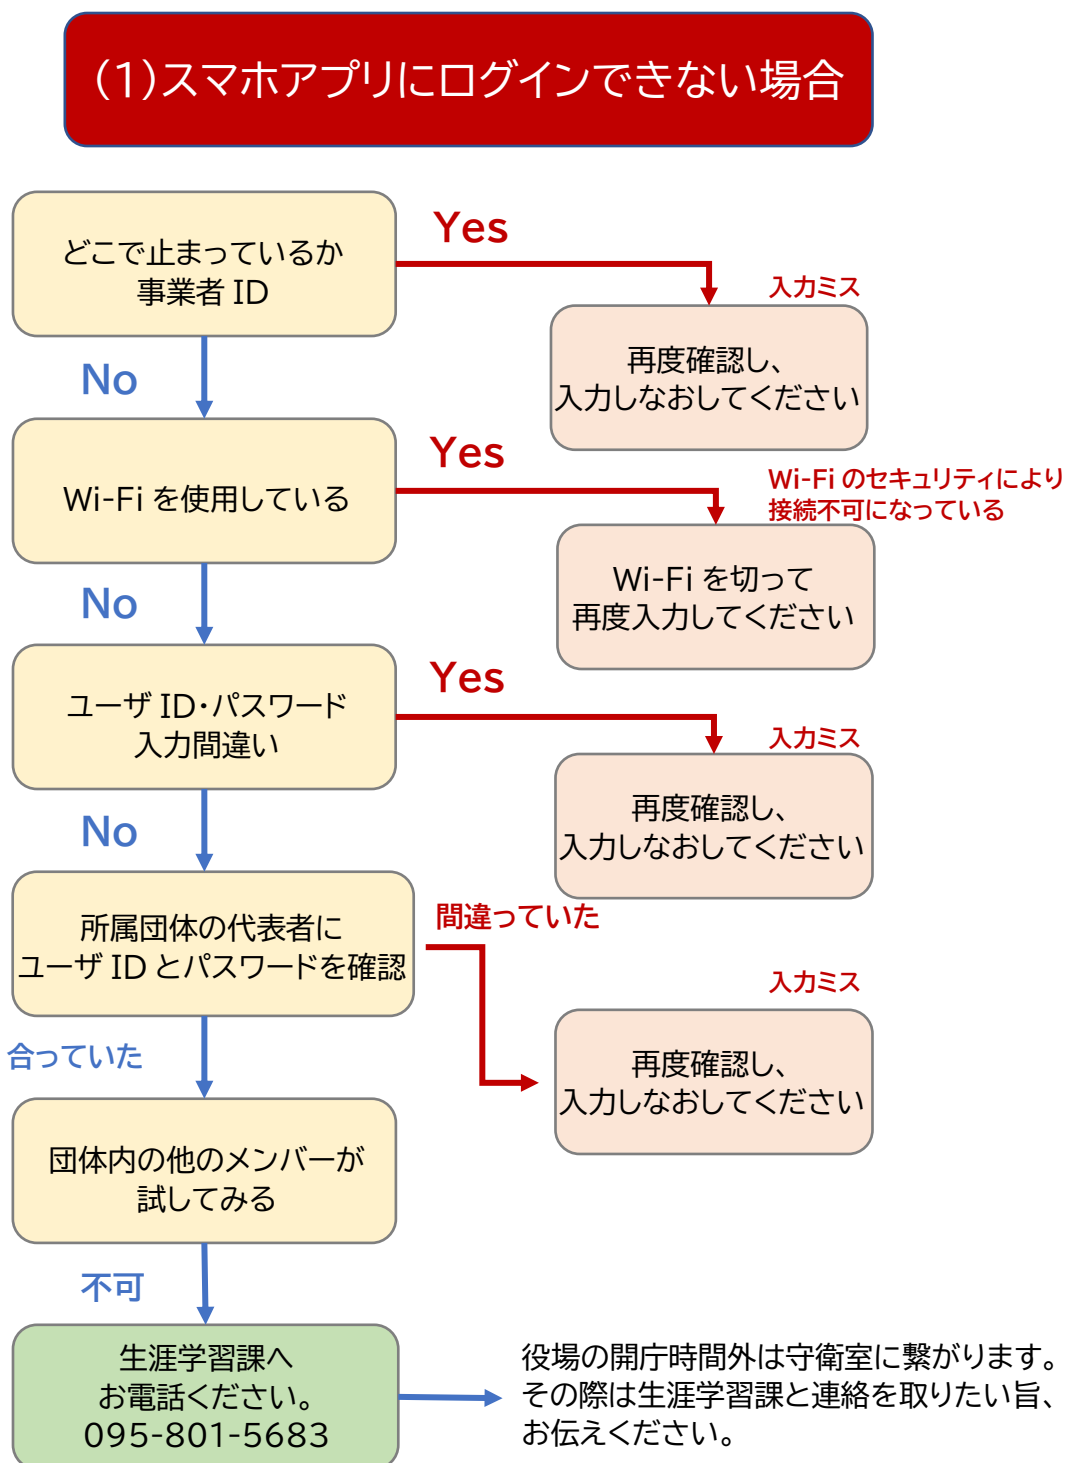 (1)スマホアプリにログインできない場合
どこで止まっているか
事業者 ID
Yes
入力ミス
再度確認し、
入力しなおしてください
No
Wi-Fi を使用している
Yes
Wi-Fi のセキュリティにより
接続不可になっている
Wi-Fi を切って
再度入力してください
No
ユーザ ID・パスワード
入力間違い
Yes
入力ミス
再度確認し、
入力しなおしてください
No
所属団体の代表者に
ユーザ ID とパスワードを確認
間違っていた
入力ミス
再度確認し、
入力しなおしてください
合っていた
団体内の他のメンバーが
試してみる
不可
生涯学習課へ
お電話ください。
095-801-5683
役場の開庁時間外は守衛室に繋がります。
その際は生涯学習課と連絡を取りたい旨、
お伝えください。